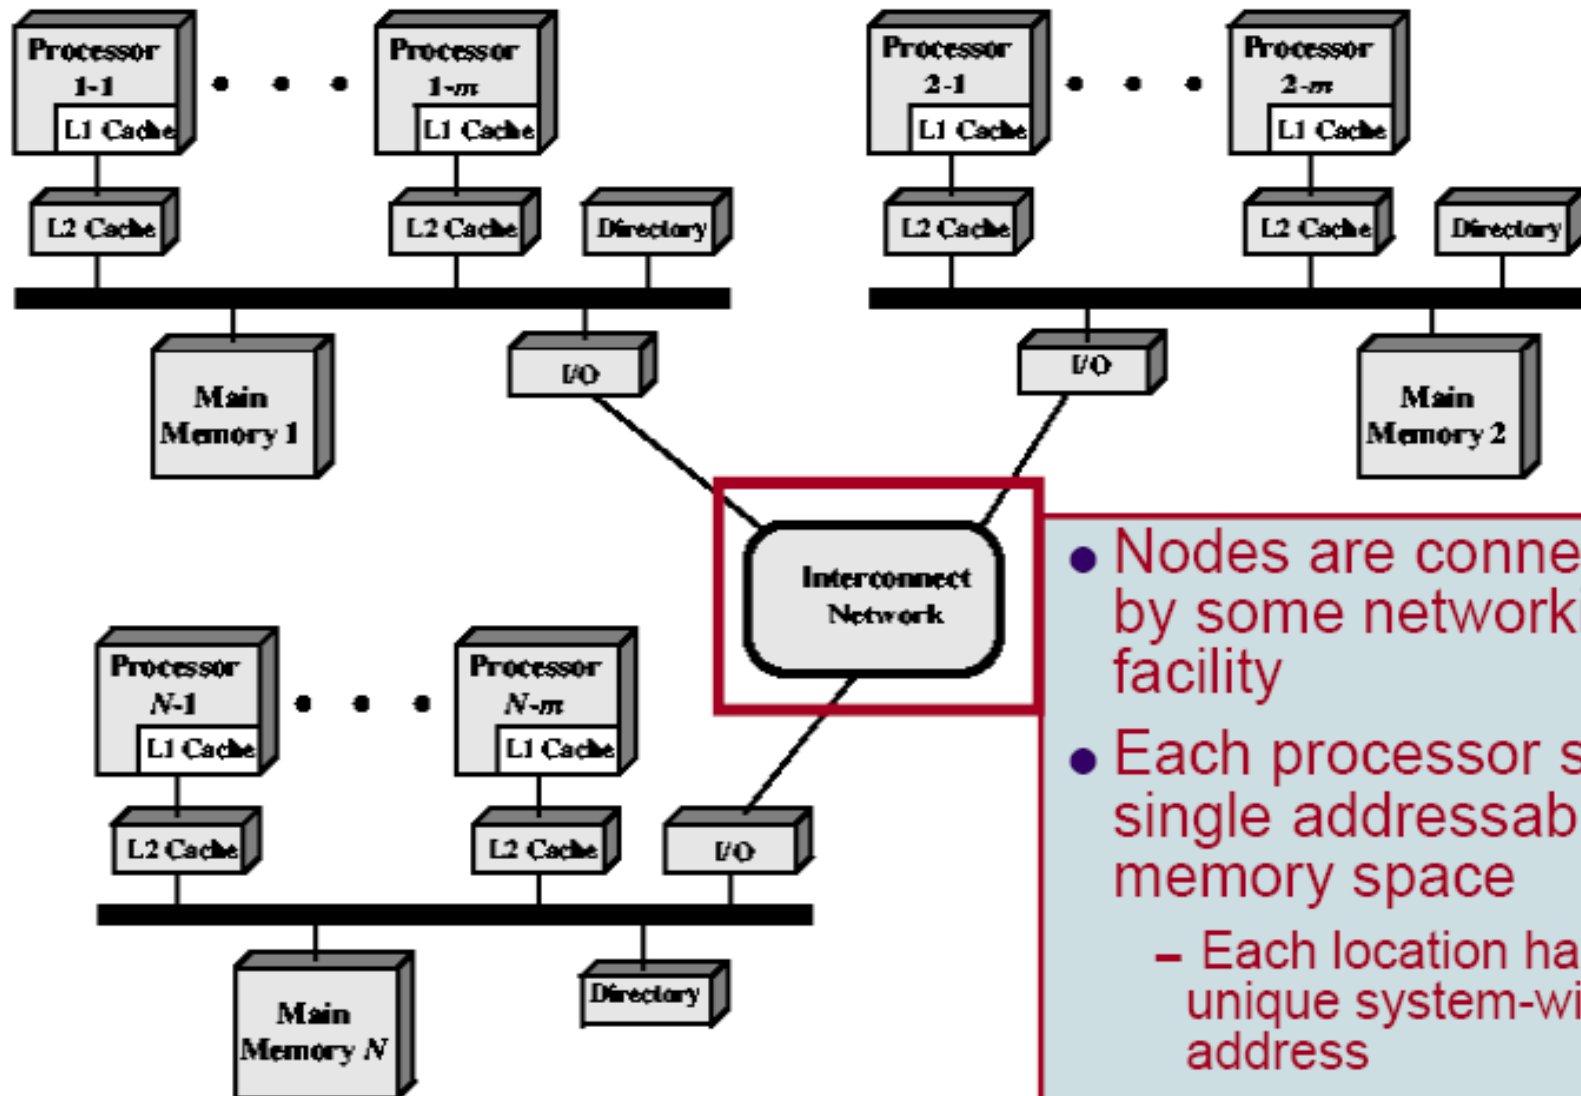 Processor
1-1
L1 Cache
Processor
1-m
L1 Cache
Processor
2-1
L1 Cache
Processor
2-m
L1 Cache
L2 Cache
L2 Cache
Directory
L2 Cache
L2 Cache
Directory
Main
Memory 1
I/O
I/O
Main
Memory 2
Interconnect
Network
Processor
N-1
L1 Cache
Processor
N-m
L1 Cache
L2 Cache
L2 Cache
I/O
Main
Memory N
Directory
• Nodes are conne
by some networki
facility
• Each processor s
single addressab
memory space
– Each location ha
unique system-wi
address